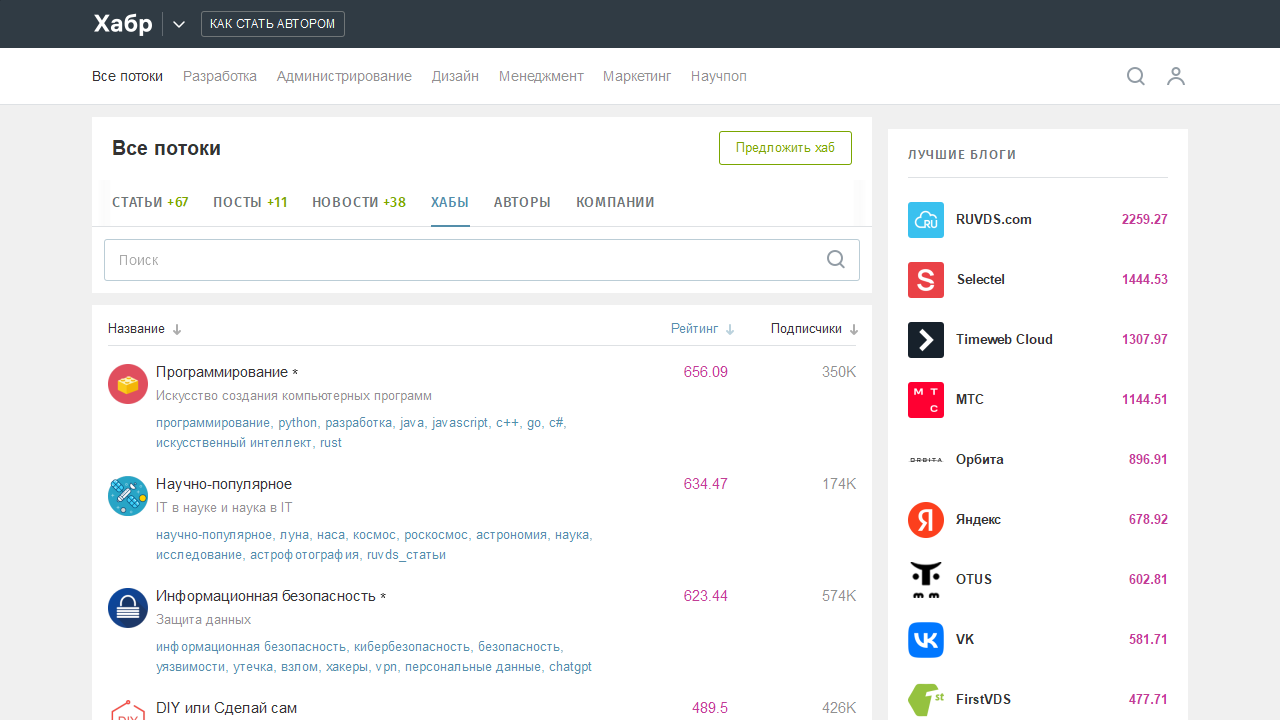 Хабр
КАК СТАТЬ АВТОРОМ
Все потоки Разработка Администрирование Дизайн Менеджмент Маркетинг Научпоп
Все потоки
Предложить хаб
СТАТЬИ +67 ПОСТЫ +11 НОВОСТИ +38 ХАБЫ АВТОРЫ КОМПАНИИ
Поиск
Название Рейтинг Подписчики
Программирование * 656.09 350K
Искусство создания компьютерных программ
программирование, python, разработка, java, javascript, c++, go, c#,
искусственный интеллект, rust
Научно-популярное 634.47 174K
IT в науке и наука в IT
научно-популярное, луна, наса, космос, роскосмос, астрономия, наука,
исследование, астрофотография, ruvds_статьи
Информационная безопасность * 623.44 574K
Защита данных
информационная безопасность, кибербезопасность, безопасность,
уязвимости, утечка, взлом, хакеры, vpn, персональные данные, chatgpt
DIY
DIY или Сделай сам 489.5 426K
ЛУЧШИЕ БЛОГИ
RU
RUVDS.com 2259.27
Selectel 1444.53
Timeweb Cloud 1307.97
МТС
МТС 1144.51
ORBITA
Орбита 896.91
Я
Яндекс 678.92
OTUS 602.81
VK 581.71
1st
FirstVDS 477.71